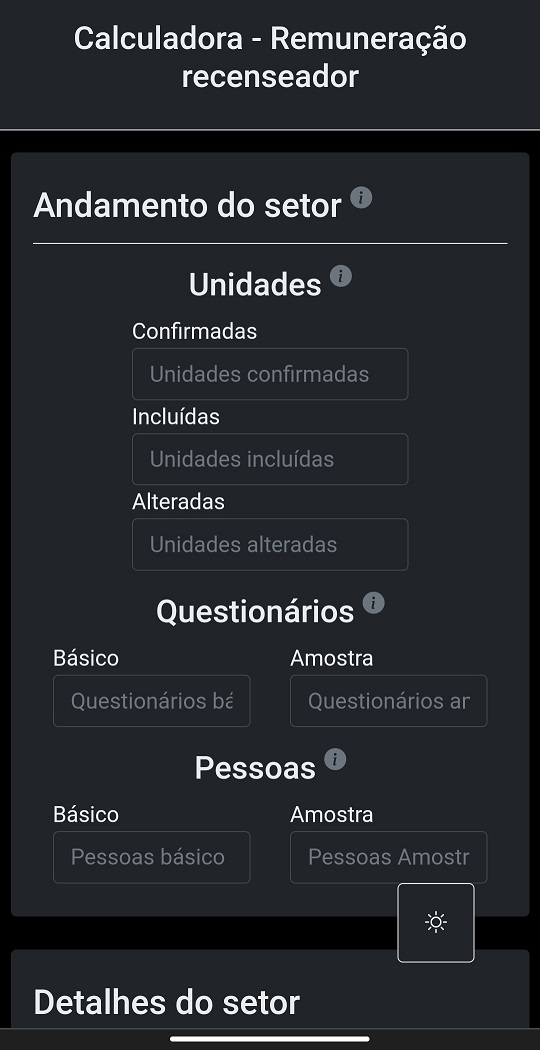 Calculadora - Remuneração
recenseador
Andamento do setor
Unidades
Confirmadas
Unidades confirmadas
Incluídas
Unidades incluídas
Alteradas
Unidades alteradas
Questionários
Básico Amostra
Questionários bá Questionários ar
Pessoas
Básico Amostra
Pessoas básico Pessoas Amostr
Detalhes do setor